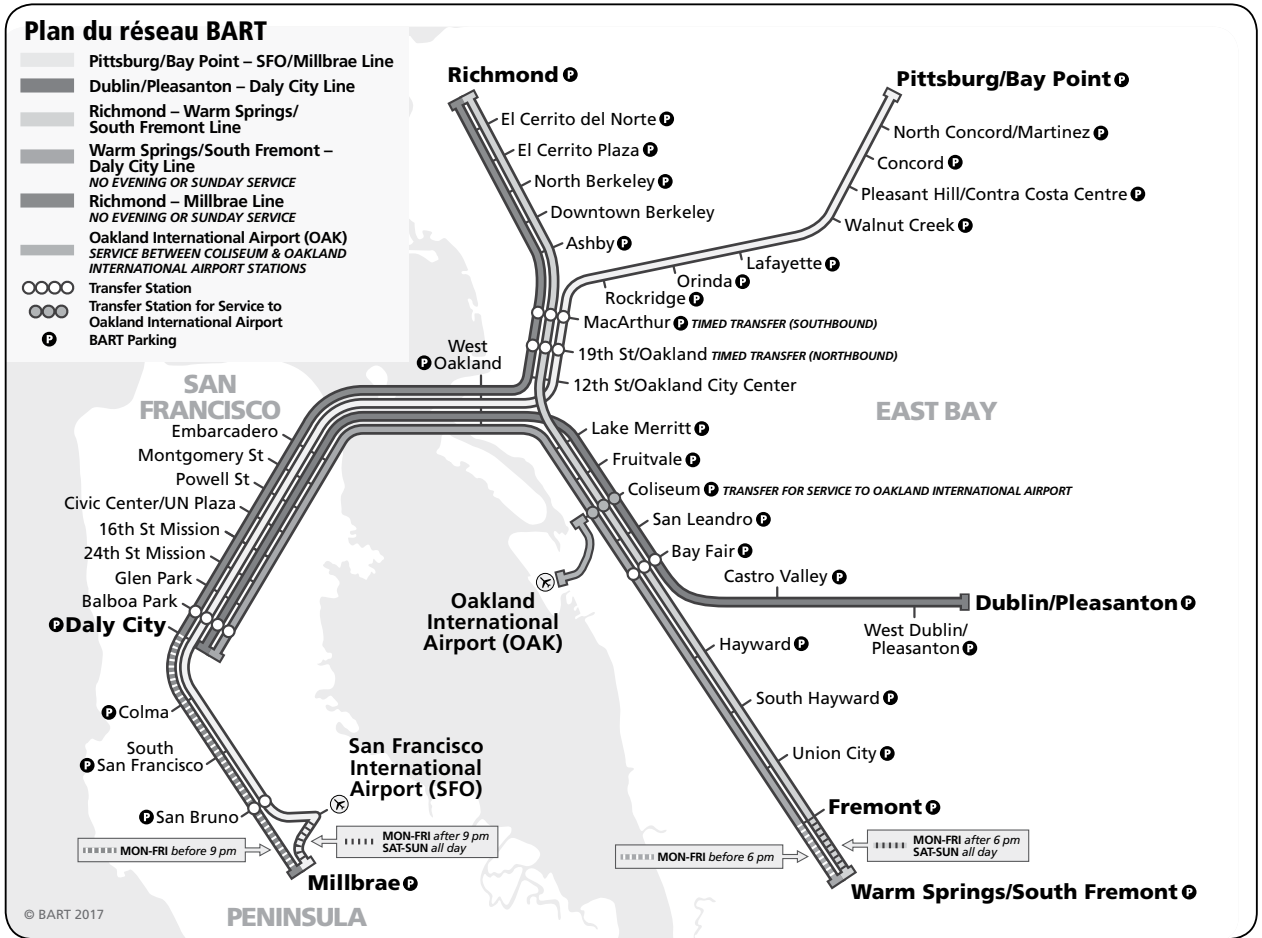 Plan du réseau BART
Pittsburg/Bay Point – SFO/Millbrae Line
Dublin/Pleasanton – Daly City Line
Richmond – Warm Springs/
South Fremont Line
Warm Springs/South Fremont –
Daly City Line
NO EVENING OR SUNDAY SERVICE
Richmond – Millbrae Line
NO EVENING OR SUNDAY SERVICE
Oakland International Airport (OAK)
SERVICE BETWEEN COLISEUM & OAKLAND
INTERNATIONAL AIRPORT STATIONS
Transfer Station
Transfer Station for Service to
Oakland International Airport
P BART Parking
Richmond P
El Cerrito del Norte P
El Cerrito Plaza P
North Berkeley P
Downtown Berkeley
Ashby P
Pittsburg/Bay Point P
North Concord/Martinez P
Concord P
Pleasant Hill/Contra Costa Centre P
Walnut Creek P
Lafayette P
Orinda P
Rockridge P
MacArthur P TIMED TRANSFER (SOUTHBOUND)
19th St/Oakland TIMED TRANSFER (NORTHBOUND)
12th St/Oakland City Center
West
P Oakland
SAN
FRANCISCO
EAST BAY
Embarcadero
Montgomery St
Powell St
Civic Center/UN Plaza
16th St Mission
24th St Mission
Glen Park
Balboa Park
P Daly City
Lake Merritt P
Fruitvale P
Coliseum P TRANSFER FOR SERVICE TO OAKLAND INTERNATIONAL AIRPORT
San Leandro P
Bay Fair P
Castro Valley P
Dublin/Pleasanton P
West Dublin/
Pleasanton P
Oakland
International
Airport (OAK)
Hayward P
South Hayward P
Union City P
Fremont P
P Colma
South
P San Francisco
San Francisco
International
Airport (SFO)
P San Bruno
MON-FRI before 9 pm
MON-FRI after 9 pm
SAT-SUN all day
Millbrae P
MON-FRI before 6 pm
MON-FRI after 6 pm
SAT-SUN all day
Warm Springs/South Fremont P
PENINSULA
© BART 2017